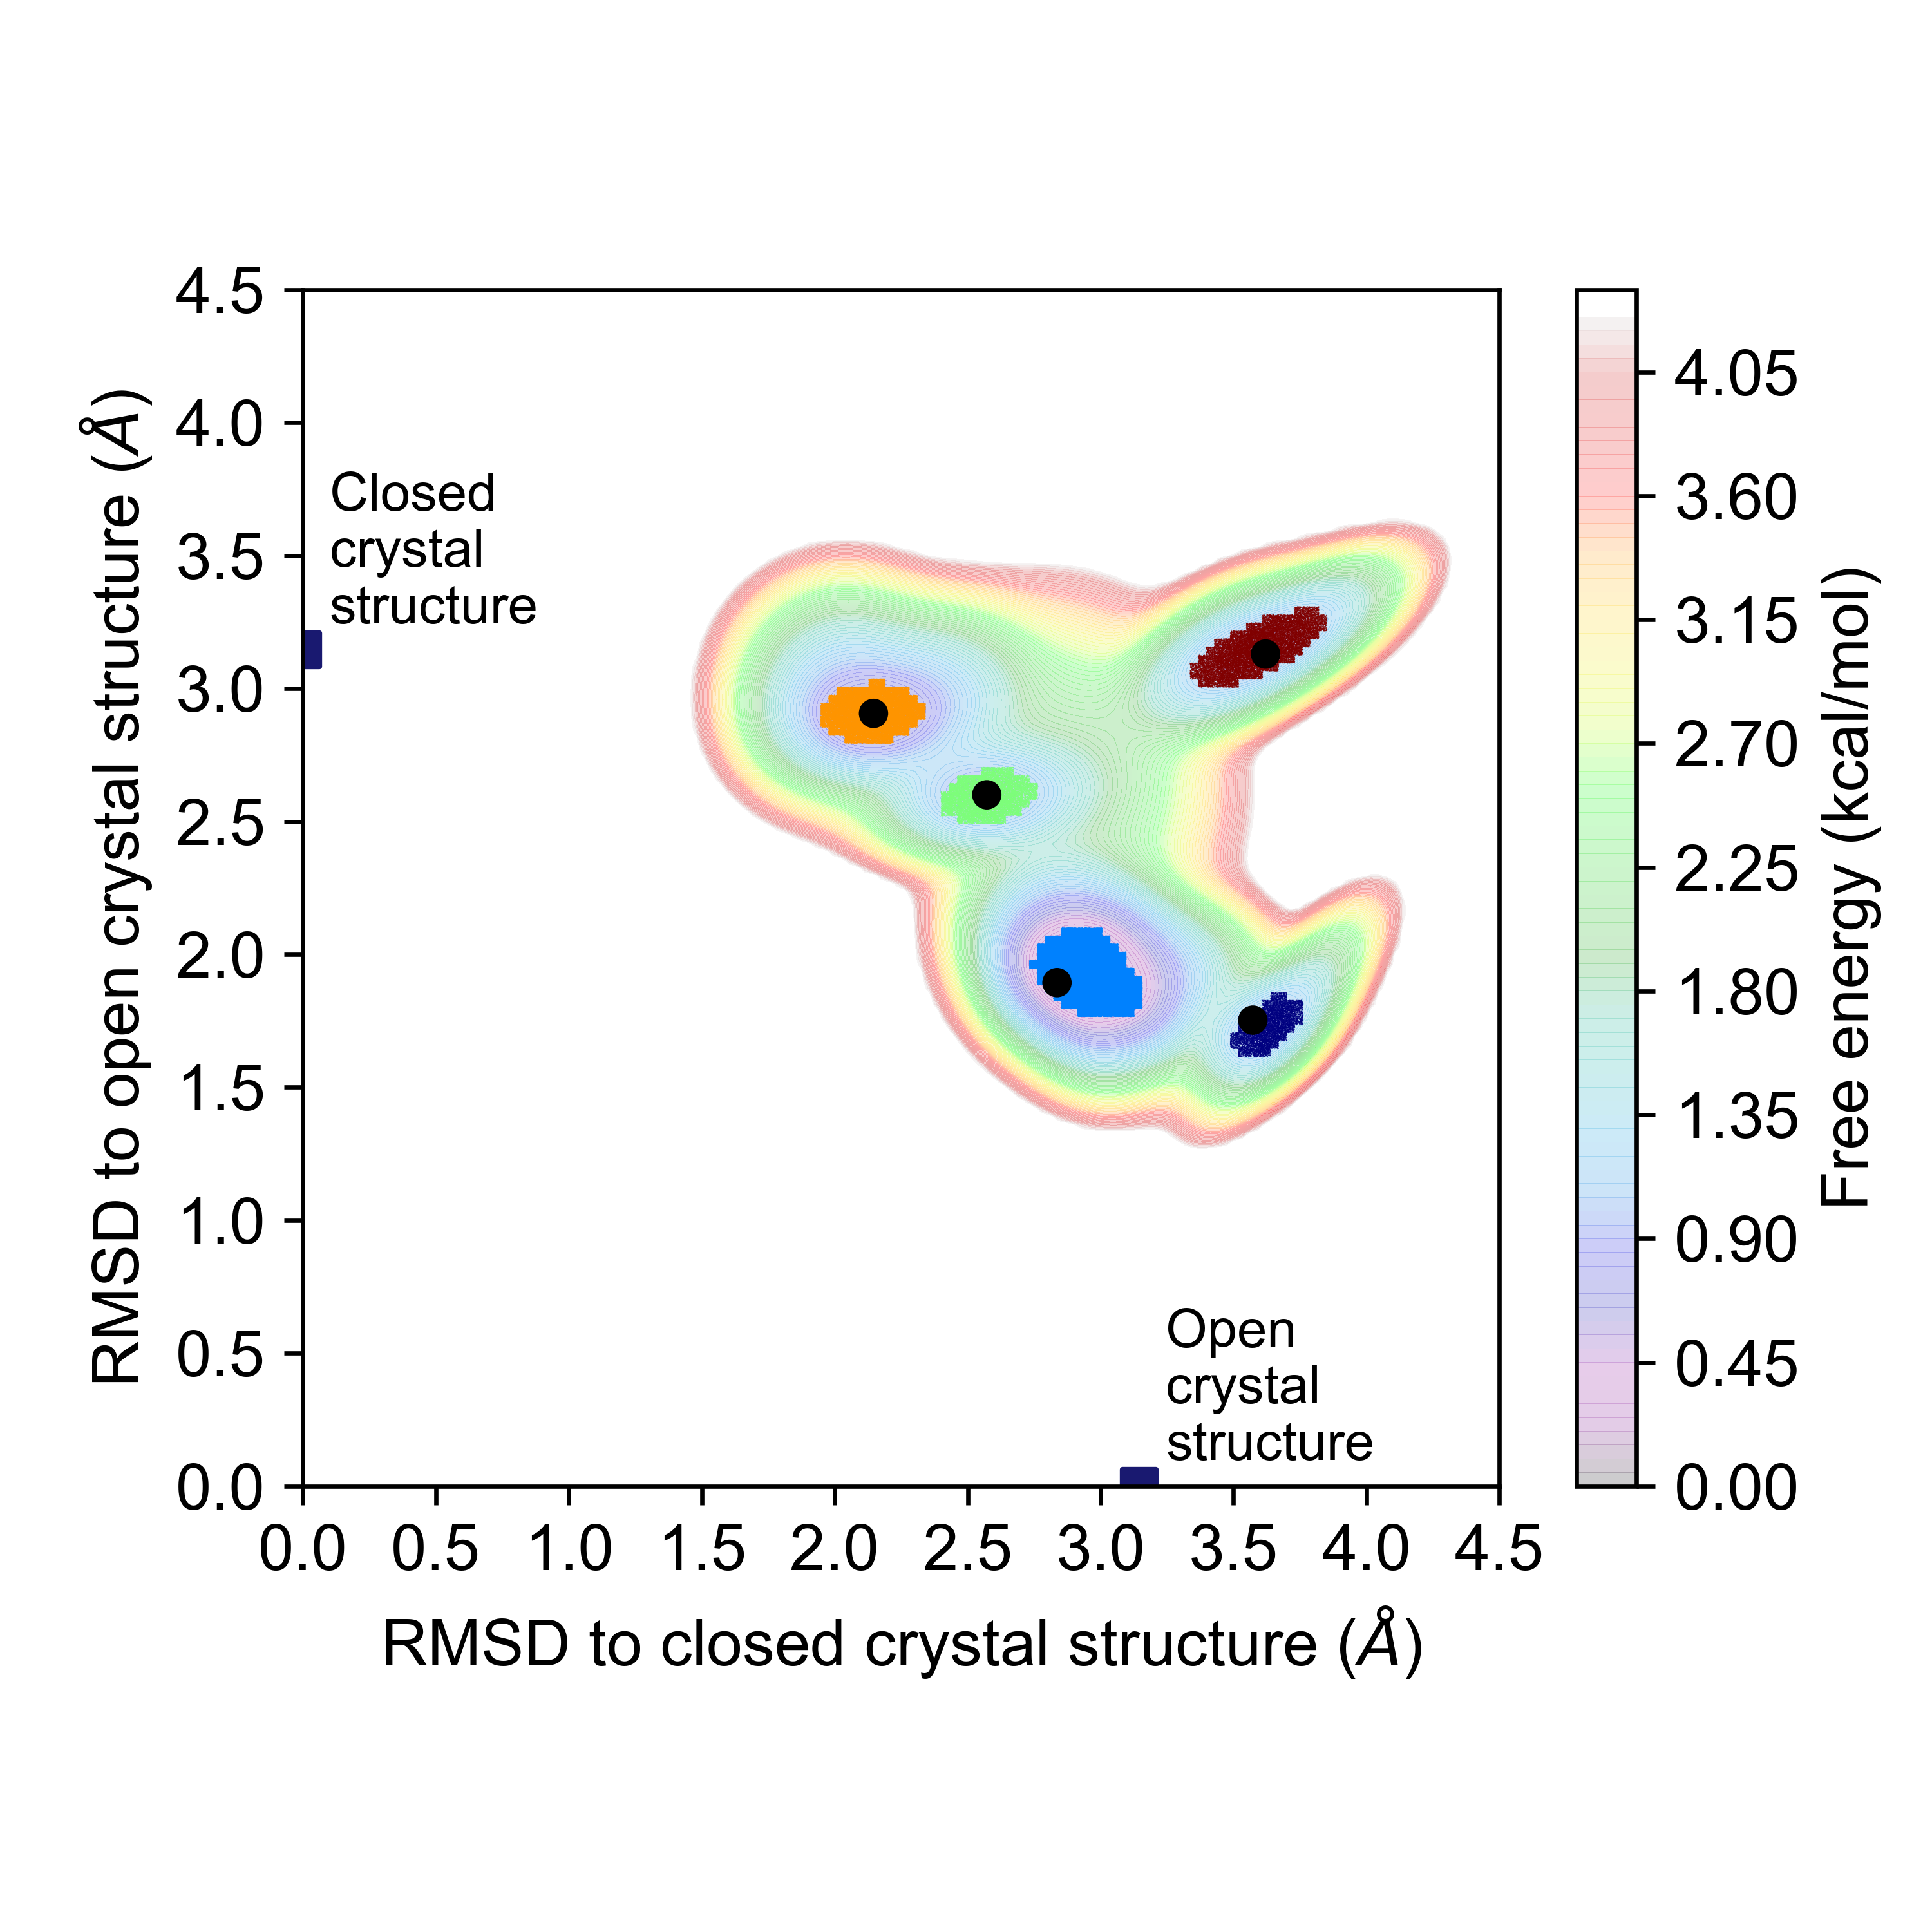 RMSD to open crystal structure (Å)
4.5
4.0
3.5
3.0
2.5
2.0
1.5
1.0
0.5
0.0
Closed
crystal
structure
Open
crystal
structure
0.0 0.5 1.0 1.5 2.0 2.5 3.0 3.5 4.0 4.5
RMSD to closed crystal structure (Å)
4.05
3.60
3.15
2.70
2.25
1.80
1.35
0.90
0.45
0.00
Free energy (kcal/mol)